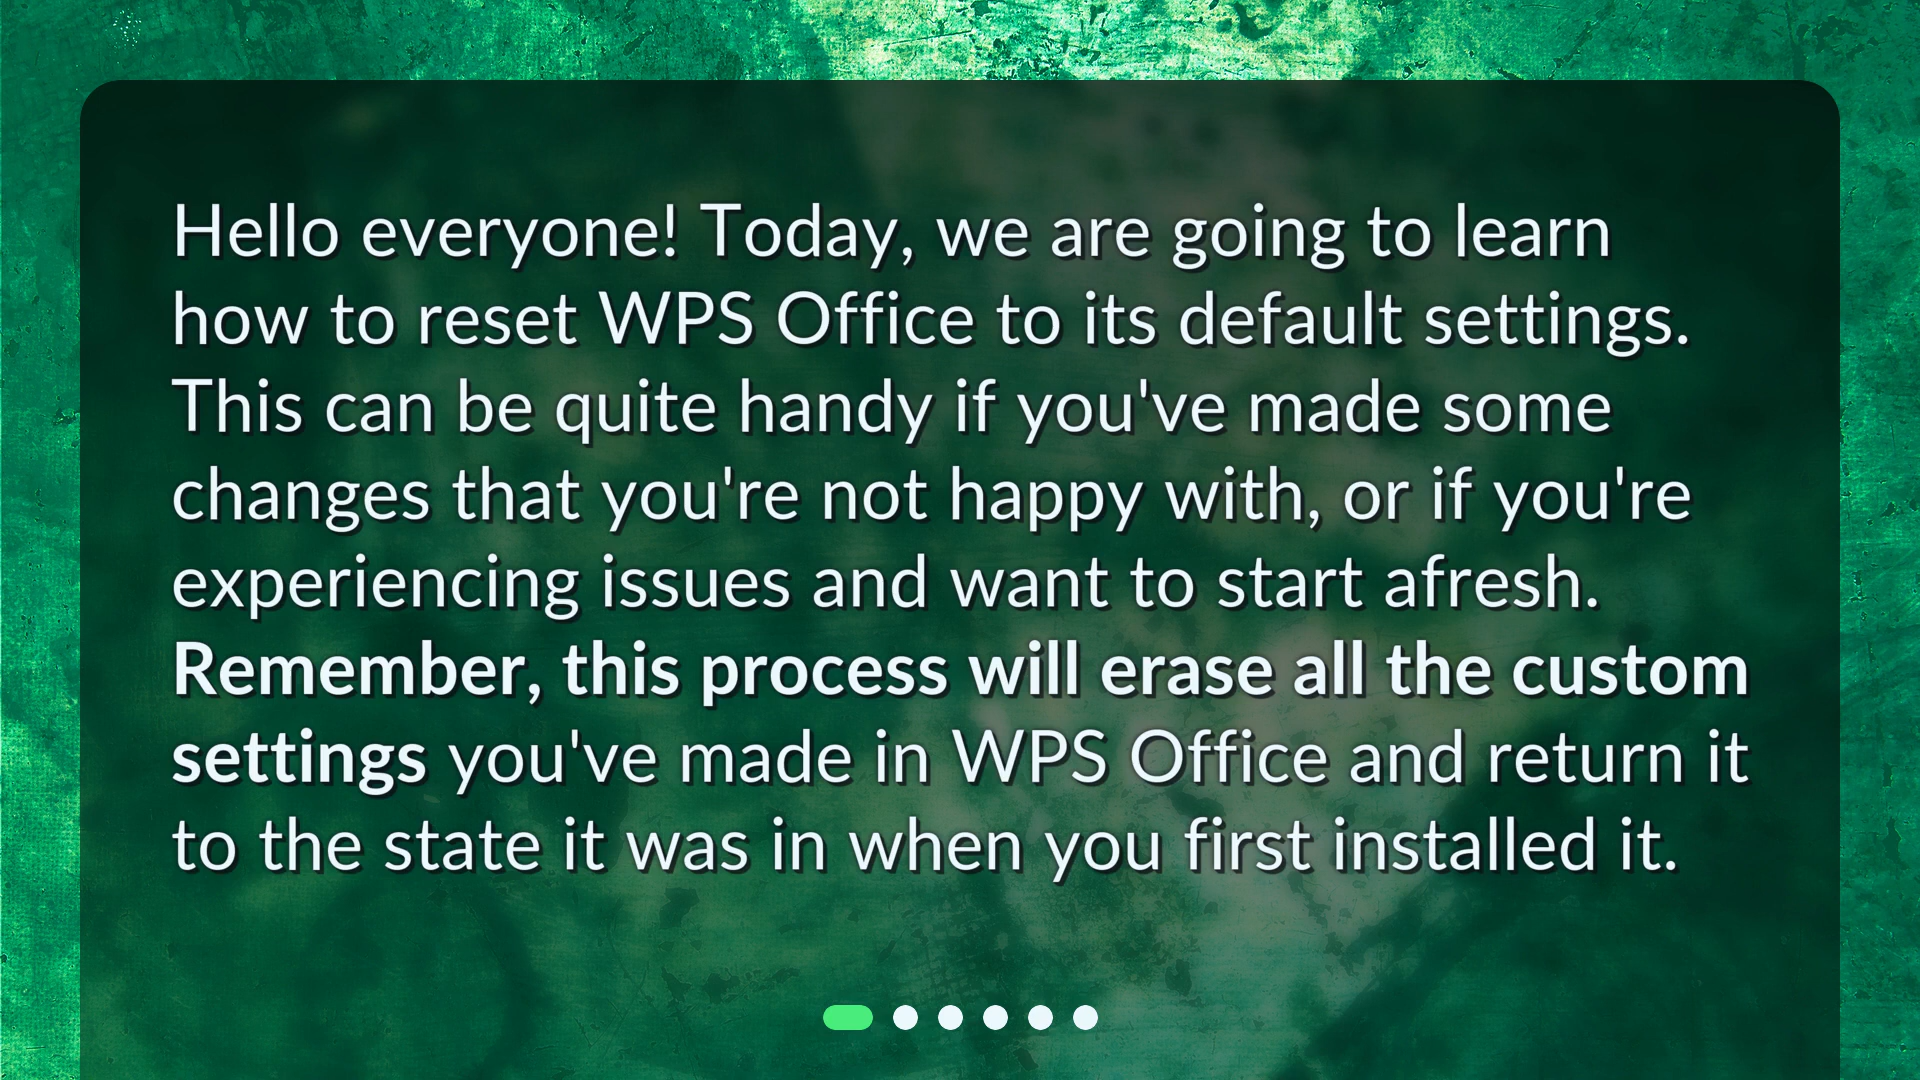 Hello everyone! Today, we are going to learn
how to reset WPS Office to its default settings.
This can be quite handy if you've made some
changes that you're not happy with, or if you're
experiencing issues and want to start afresh.
Remember, this process will erase all the custom
settings you've made in WPS Office and return it
to the state it was in when you first installed it.